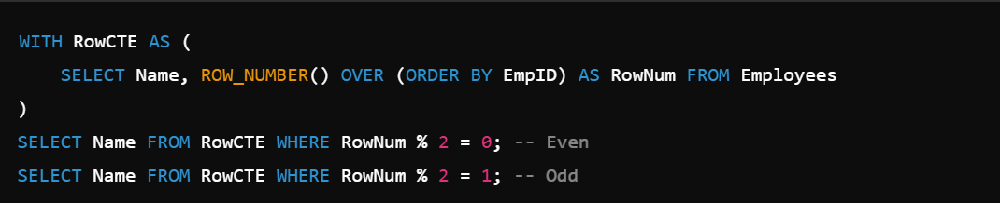 WITH RowCTE AS (
    SELECT Name, ROW_NUMBER() OVER (ORDER BY EmpID) AS RowNum FROM Employees
)
SELECT Name FROM RowCTE WHERE RowNum % 2 = 0; -- Even
SELECT Name FROM RowCTE WHERE RowNum % 2 = 1; -- Odd